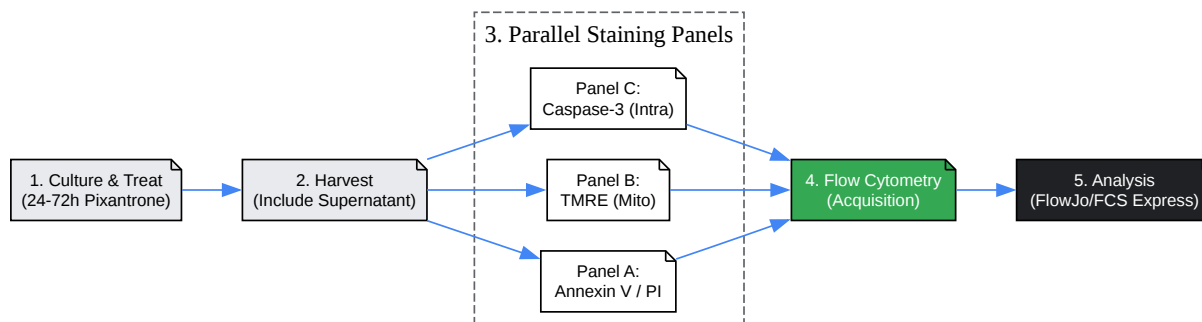 3. Parallel Staining Panels
1. Culture & Treat
(24-72h Pixantrone)
2. Harvest
(Include Supernatant)
Panel C:
Caspase-3 (Intra)
Panel B:
TMRE (Mito)
Panel A:
Annexin V / PI
4. Flow Cytometry
(Acquisition)
5. Analysis
(FlowJo/FCS Express)